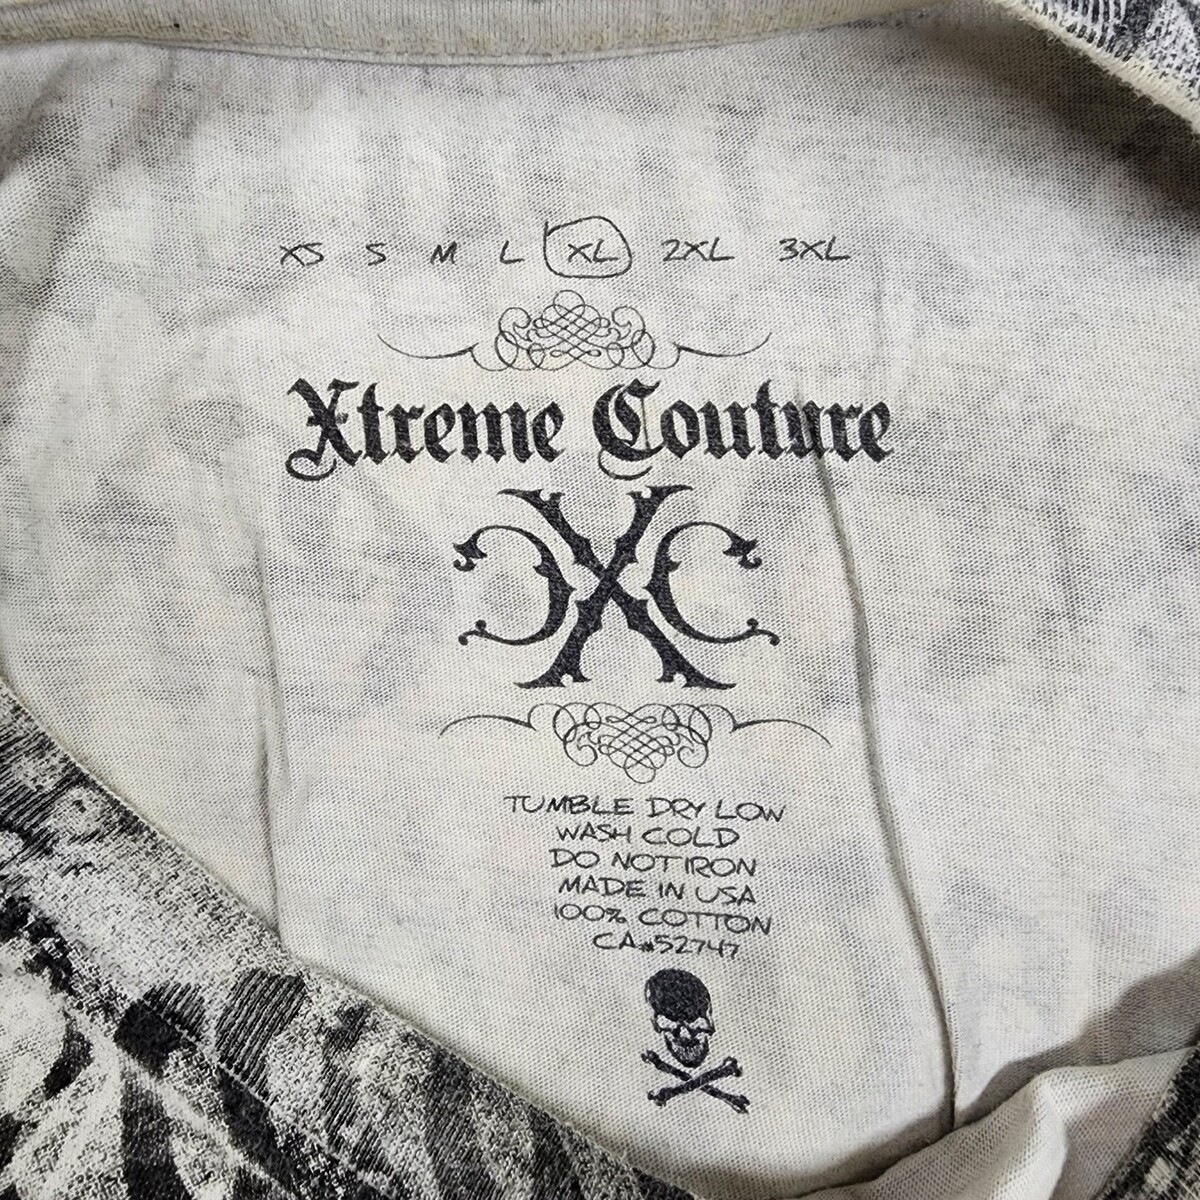 XS S M L XL 2XL 3XL
Xtreme Couture
XC
TUMBLE DRY LOW
WASH COLD
DO NOT IRON
MADE IN USA
100% COTTON
CA#52747